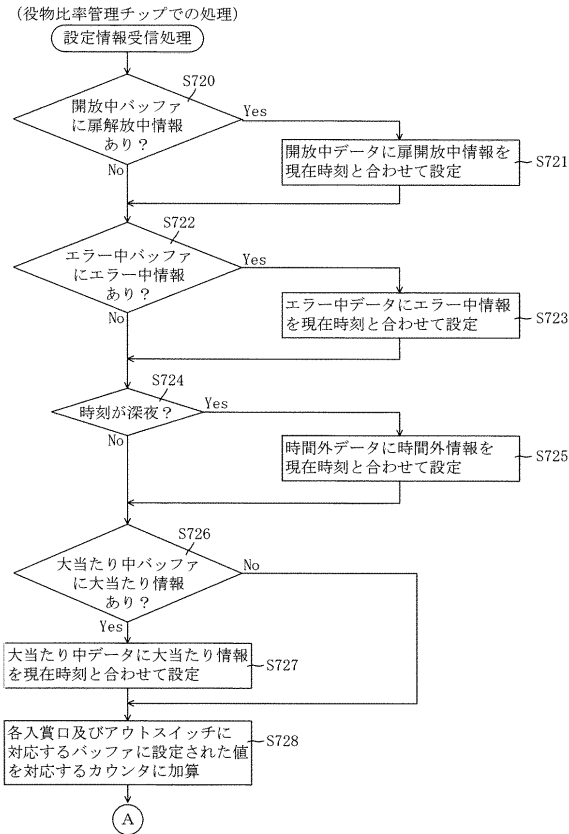 (役物比率管理チップでの処理)
設定情報受信処理
S720
開放中バッファ
に扉解放中情報
あり？
Yes
No
開放中データに扉開放中情報を
現在時刻と合わせて設定
S721
S722
エラー中バッファ
にエラー中情報
あり？
Yes
No
エラー中データにエラー中情報
を現在時刻と合わせて設定
S723
S724
時刻が深夜？
Yes
No
時間外データに時間外情報を
現在時刻と合わせて設定
S725
S726
大当たり中バッファ
に大当たり情報
あり？
No
Yes
大当たり中データに大当たり情報
を現在時刻と合わせて設定
S727
各入賞口及びアウトスイッチに
対応するバッファに設定された値
を対応するカウンタに加算
S728
A